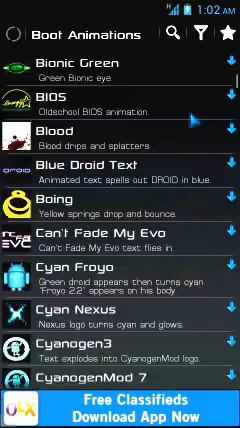 H 1:02 AM
Boot Animations
Bionic Green
Green Bionic eye.
BIOS
Oldschool BIOS animation.
Blood
Blood drips and splatters.
DROID
Blue Droid Text
Animated text spells out DROID in blue.
Boing
Yellow springs drop and bounce.
EVO
Can't Fade My Evo
Can't Fade My Evo text flies in.
Cyan Froyo
Green droid appears then turns cyan.
'Froyo 2.2' appears on his body
Cyan Nexus
Nexus logo turns cyan and glows.
Cyanogen3
Text explodes into CyanogenMod logo.
CyanogenMod 7
OLX
Free Classifieds
Download App Now